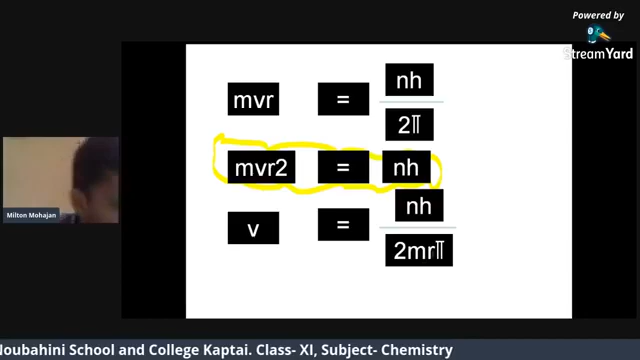 Powered by
StreamYard
mvr = nh
2π
mvr2 = nh
v = nh
2mrπ
Milton Mohajan
Noubahini School and College Kaptai. Class- XI, Subject- Chemistry